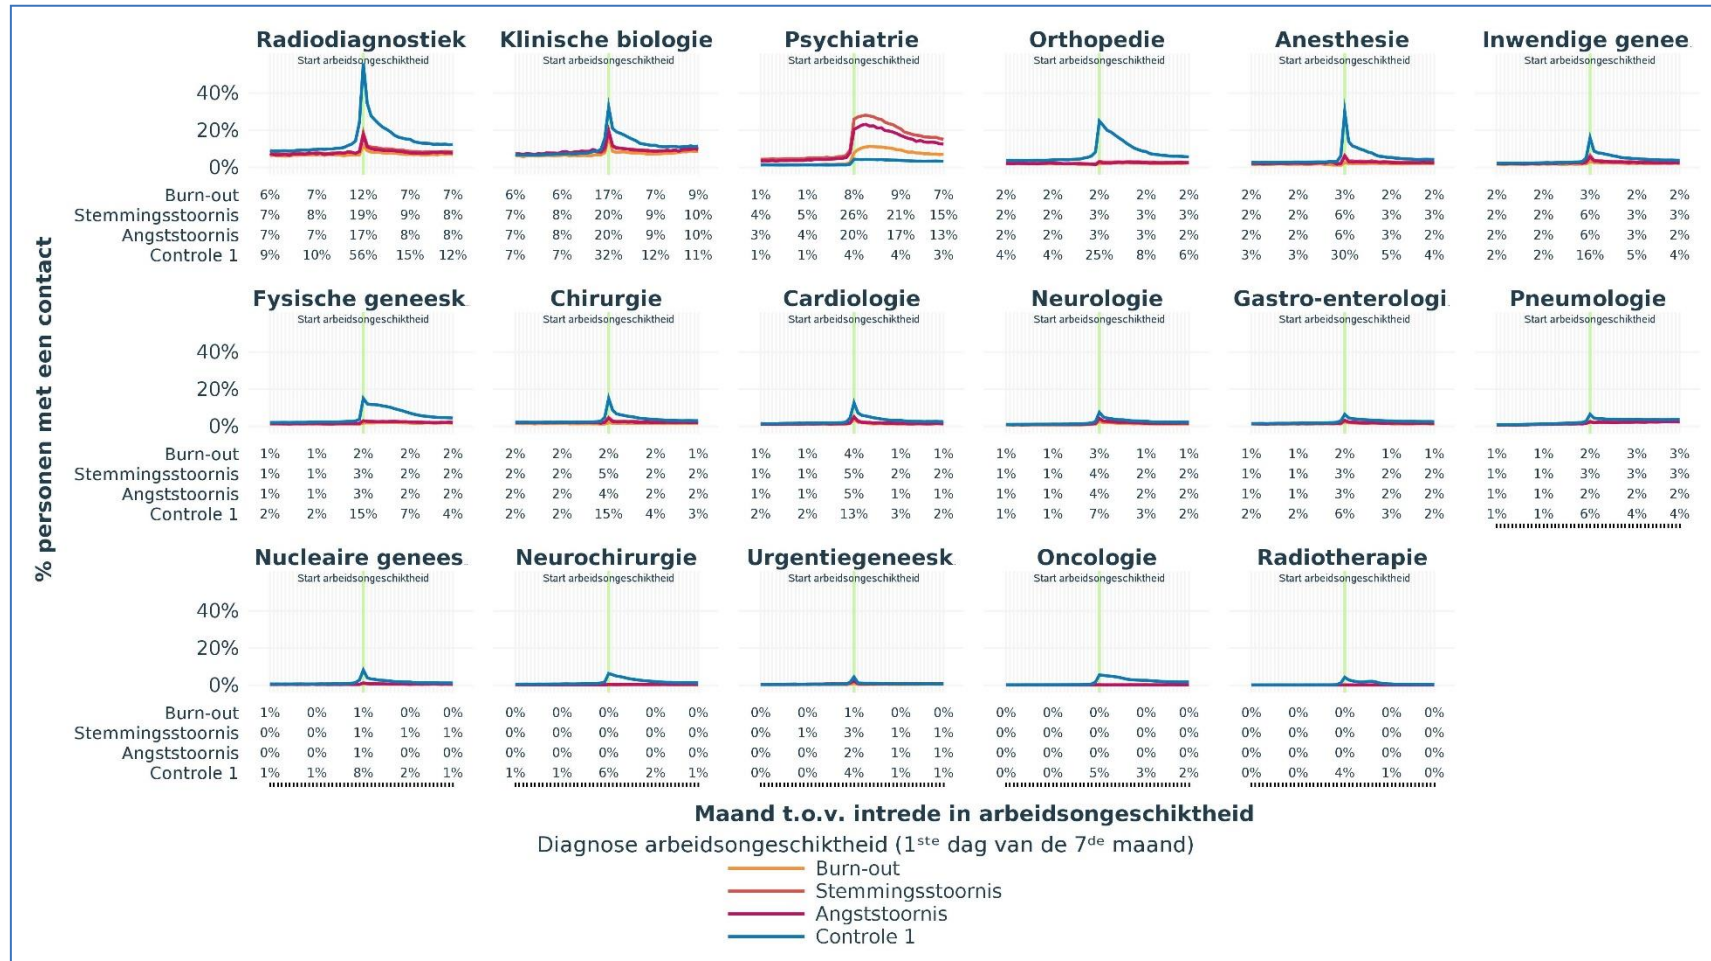 Radiodiagnostiek Klinische biologie Psychiatrie Orthopedie Anesthesie Inwendige genee
Start arbeidsongeschiktheid Start arbeidsongeschiktheid Start arbeidsongeschiktheid Start arbeidsongeschiktheid Start arbeidsongeschiktheid Start arbeidsongeschiktheid
40%
20%
0%
Burn-out 6% 7% 12% 7% 7% 6% 6% 17% 7% 9% 1% 1% 8% 9% 7% 2% 2% 2% 2% 2% 2% 2% 3% 2% 2% 2% 2% 3% 2% 2%
Stemmingsstoornis 7% 8% 19% 9% 8% 7% 8% 20% 9% 10% 4% 5% 26% 21% 15% 2% 2% 3% 3% 3% 2% 2% 6% 3% 3% 2% 2% 6% 3% 3%
Angststoornis 7% 7% 17% 8% 8% 7% 8% 20% 9% 10% 3% 4% 20% 17% 13% 2% 2% 3% 3% 2% 2% 2% 6% 3% 2% 2% 2% 6% 3% 2%
Controle 1 9% 10% 56% 15% 12% 7% 7% 32% 12% 11% 1% 1% 4% 4% 3% 4% 4% 25% 8% 6% 3% 3% 30% 5% 4% 2% 2% 16% 5% 4%
Fysische geneesk Chirurgie Cardiologie Neurologie Gastro-enterologi Pneumologie
Start arbeidsongeschiktheid Start arbeidsongeschiktheid Start arbeidsongeschiktheid Start arbeidsongeschiktheid Start arbeidsongeschiktheid Start arbeidsongeschiktheid
40%
20%
0%
Burn-out 1% 1% 2% 2% 2% 2% 2% 2% 2% 1% 1% 1% 4% 1% 1% 1% 1% 3% 1% 1% 1% 1% 2% 1% 1% 1% 1% 2% 3% 3%
Stemmingsstoornis 1% 1% 3% 2% 2% 2% 2% 5% 2% 2% 1% 1% 5% 2% 2% 1% 1% 4% 2% 2% 1% 1% 3% 2% 2% 1% 1% 3% 3% 3%
Angststoornis 1% 1% 3% 2% 2% 2% 2% 4% 2% 2% 1% 1% 5% 1% 1% 1% 1% 4% 2% 2% 1% 1% 3% 2% 2% 1% 1% 2% 2% 2%
Controle 1 2% 2% 15% 7% 4% 2% 2% 15% 4% 3% 2% 2% 13% 3% 2% 1% 1% 7% 3% 2% 2% 2% 6% 3% 2% 1% 1% 6% 4% 4%
Nucleaire genees Neurochirurgie Urgentiegeneesk Oncologie Radiotherapie
Start arbeidsongeschiktheid Start arbeidsongeschiktheid Start arbeidsongeschiktheid Start arbeidsongeschiktheid Start arbeidsongeschiktheid
40%
20%
0%
Burn-out 1% 0% 1% 0% 0% 0% 0% 0% 0% 0% 0% 0% 1% 0% 0% 0% 0% 0% 0% 0% 0% 0% 0% 0% 0%
Stemmingsstoornis 0% 0% 1% 1% 1% 0% 0% 0% 0% 0% 0% 1% 3% 1% 1% 0% 0% 0% 0% 0% 0% 0% 0% 0% 0%
Angststoornis 0% 0% 1% 0% 0% 0% 0% 0% 0% 0% 0% 0% 2% 1% 1% 0% 0% 0% 0% 0% 0% 0% 0% 0% 0%
Controle 1 1% 1% 8% 2% 1% 1% 1% 6% 2% 1% 0% 0% 4% 1% 1% 0% 0% 5% 3% 2% 0% 0% 4% 1% 0%
% personen met een contact
Maand t.o.v. intrede in arbeidsongeschiktheid
Diagnose arbeidsongeschiktheid (1ste dag van de 7de maand)
Burn-out
Stemmingsstoornis
Angststoornis
Controle 1